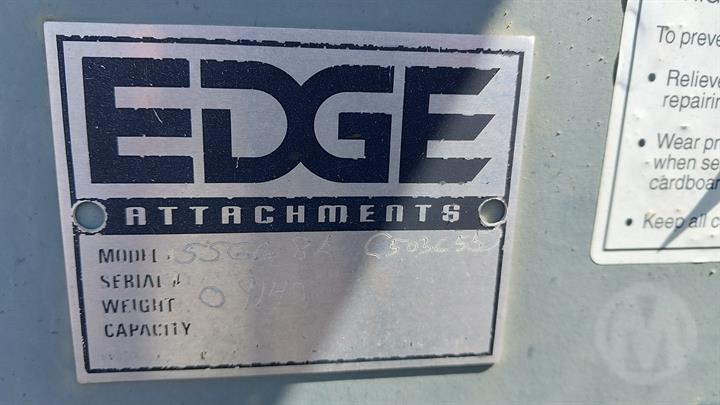 EDGE
ATTACHMENTS
MODEL
SERIAL #
WEIGHT
CAPACITY
To preve
• Relieve
repairin
• Wear pr
when se
cardboar
• Keep all c
M